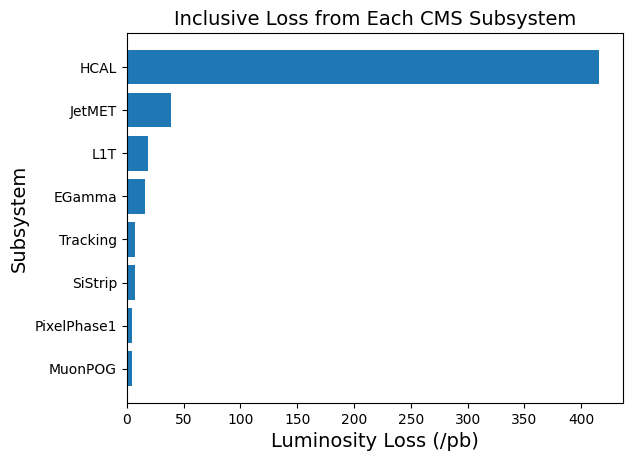 Inclusive Loss from Each CMS Subsystem
Subsystem
HCAL
JetMET
L1T
EGamma
Tracking
SiStrip
PixelPhase1
MuonPOG
0 50 100 150 200 250 300 350 400
Luminosity Loss (/pb)